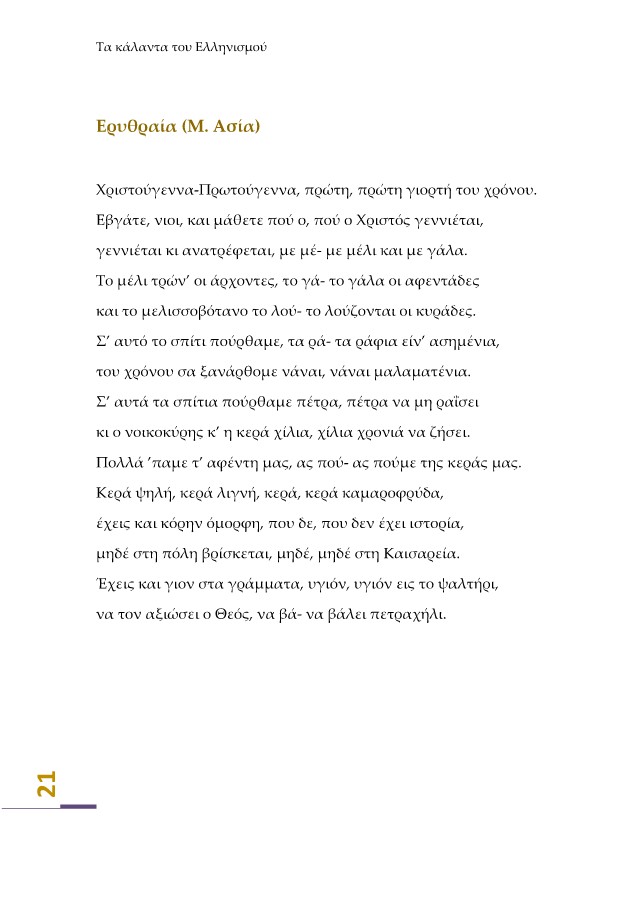 Τα κάλαντα του Ελληνισμού
Ερυθραία (Μ. Ασία)
Χριστούγεννα-Πρωτούγεννα, πρώτη, πρώτη γιορτή του χρόνου.
Εβγάτε, νιοι, και μάθετε πού ο, πού ο Χριστός γεννιέται,
γεννιέται κι ανατρέφεται, με μέ- με μέλι και με γάλα.
Το μέλι τρών’ οι άρχοντες, το γά- το γάλα οι αφεντάδες
και το μελισσοβότανο το λού- το λούζονται οι κυράδες.
Σ’ αυτό το σπίτι πούρθαμε, τα ρά- τα ράφια είν’ ασημένια,
του χρόνου σα ξανάρθομε νάναι, νάναι μαλαματένια.
Σ’ αυτά τα σπίτια πούρθαμε πέτρα, πέτρα να μη ραΐσει
κι ο νοικοκύρης κ’ η κερά χίλια, χίλια χρονιά να ζήσει.
Πολλά ’παμε τ’ αφέντη μας, ας πού- ας πούμε της κεράς μας.
Κερά ψηλή, κερά λιγνή, κερά, κερά καμαροφρύδα,
έχεις και κόρην όμορφη, που δε, που δεν έχει ιστορία,
μηδέ στη πόλη βρίσκεται, μηδέ, μηδέ στη Καισαρεία.
Έχεις και γιον στα γράμματα, υγιόν, υγιόν εις το ψαλτήρι,
να τον αξιώσει ο Θεός, να βά- να βάλει πετραχήλι.
21